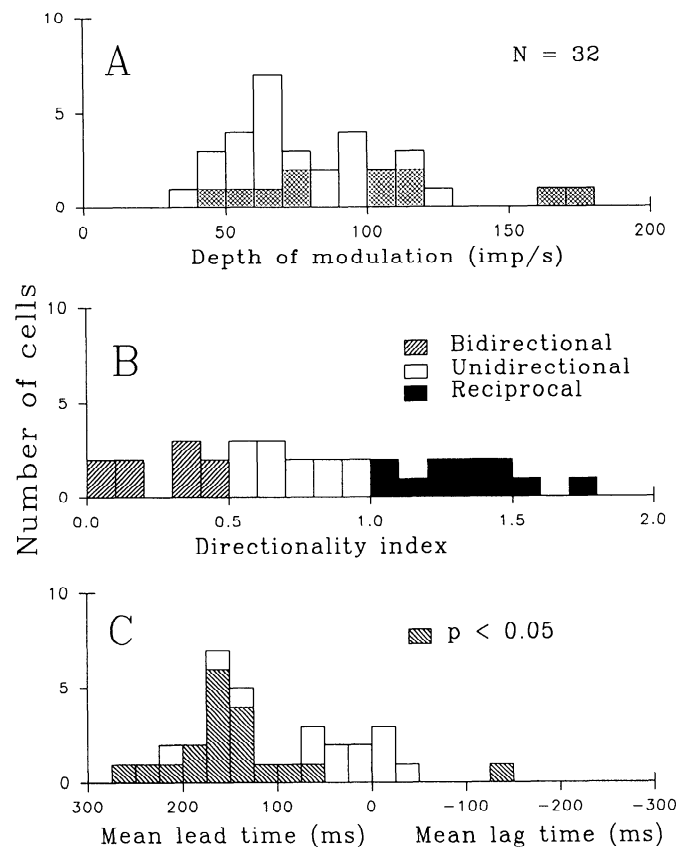 10
A
N = 32
5
0
0 50 100 150 200
Depth of modulation (imp/s)
Number of cells
10
B
Bidirectional
Unidirectional
Reciprocal
5
0
0.0 0.5 1.0 1.5 2.0
Directionality index
10
C
p < 0.05
5
0
300 200 100 0 -100 -200 -300
Mean lead time (ms) Mean lag time (ms)